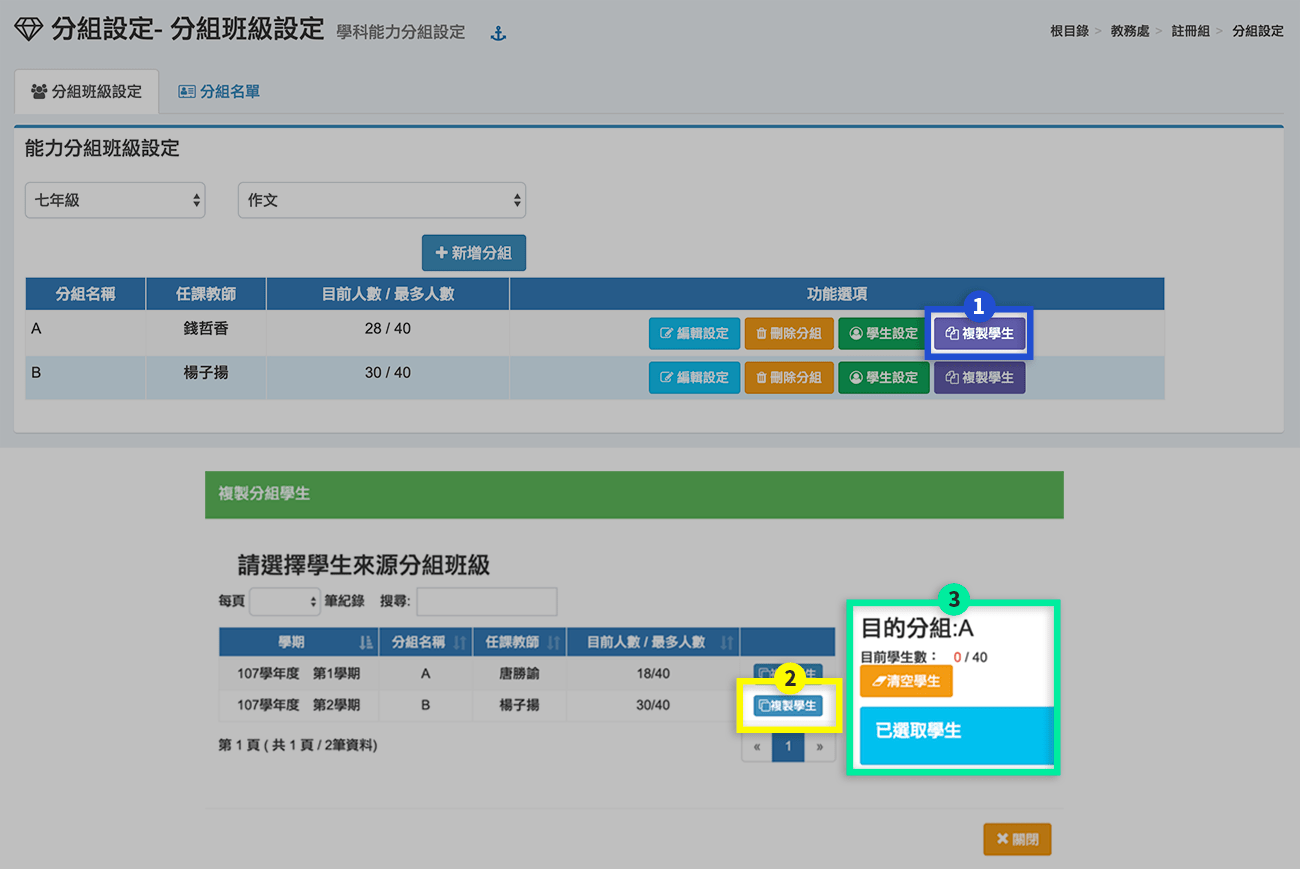 分組設定- 分組班級設定 學科能力分組設定
根目錄 > 教務處 > 註冊組 > 分組設定
分組班級設定 分組名單
能力分組班級設定
七年級 作文
新增分組
分組名稱 任課教師 目前人數 / 最多人數 功能選項
1
A 錢哲香 28 / 40 編輯設定 刪除分組 學生設定 複製學生
B 楊子揚 30 / 40 編輯設定 刪除分組 學生設定 複製學生
複製分組學生
請選擇學生來源分組班級
每頁 筆紀錄 搜尋:
學期 分組名稱 任課教師 目前人數 / 最多人數
107學年度 第1學期 A 唐勝諭 18/40
2
107學年度 第2學期 B 楊子揚 30/40 複製學生
第 1 頁 ( 共 1 頁 / 2筆資料)
« 1 »
3
目的分組:A
目前學生數： 0 / 40
清空學生
已選取學生
關閉